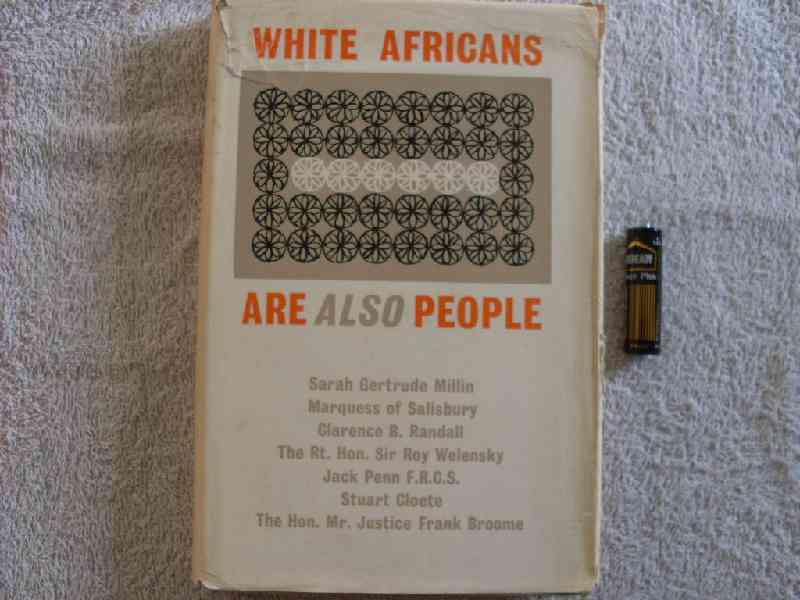 WHITE AFRICANS
ARE ALSO PEOPLE
Sarah Gertrude Millin
Marquess of Salisbury
Clarence B. Randall
The Rt. Hon. Sir Roy Welensky
Jack Penn F.R.C.S.
Stuart Cloete
The Hon. Mr. Justice Frank Broome